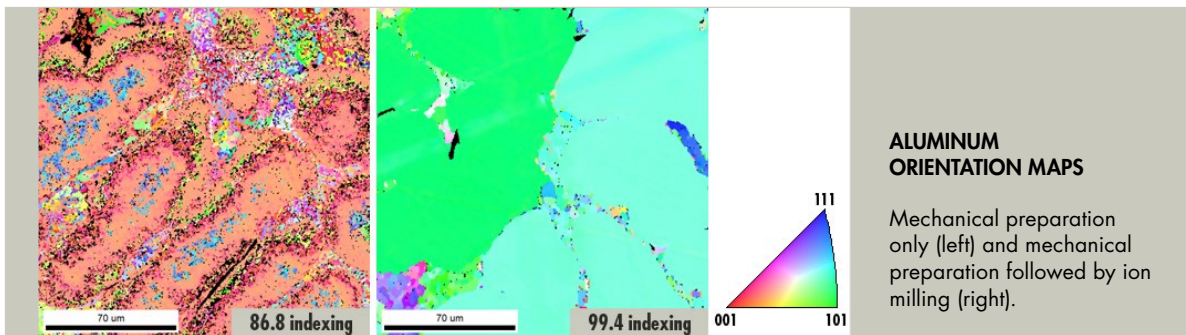 70 um
86.8 indexing
70 um
99.4 indexing
111
001
101
ALUMINUM
ORIENTATION MAPS
Mechanical preparation
only (left) and mechanical
preparation followed by ion
milling (right).